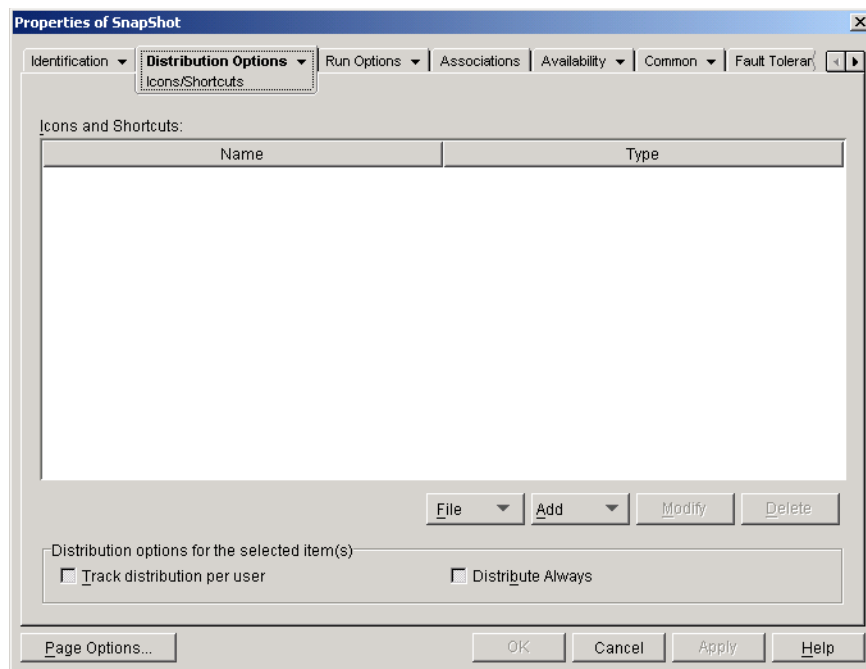 Properties of SnapShot
Identification
Distribution Options
Run Options
Associations
Availability
Common
Fault Toleran
Icons/Shortcuts
Icons and Shortcuts:
Name Type
File Add Modify Delete
Distribution options for the selected item(s)
Track distribution per user Distribute Always
Page Options... OK Cancel Apply Help